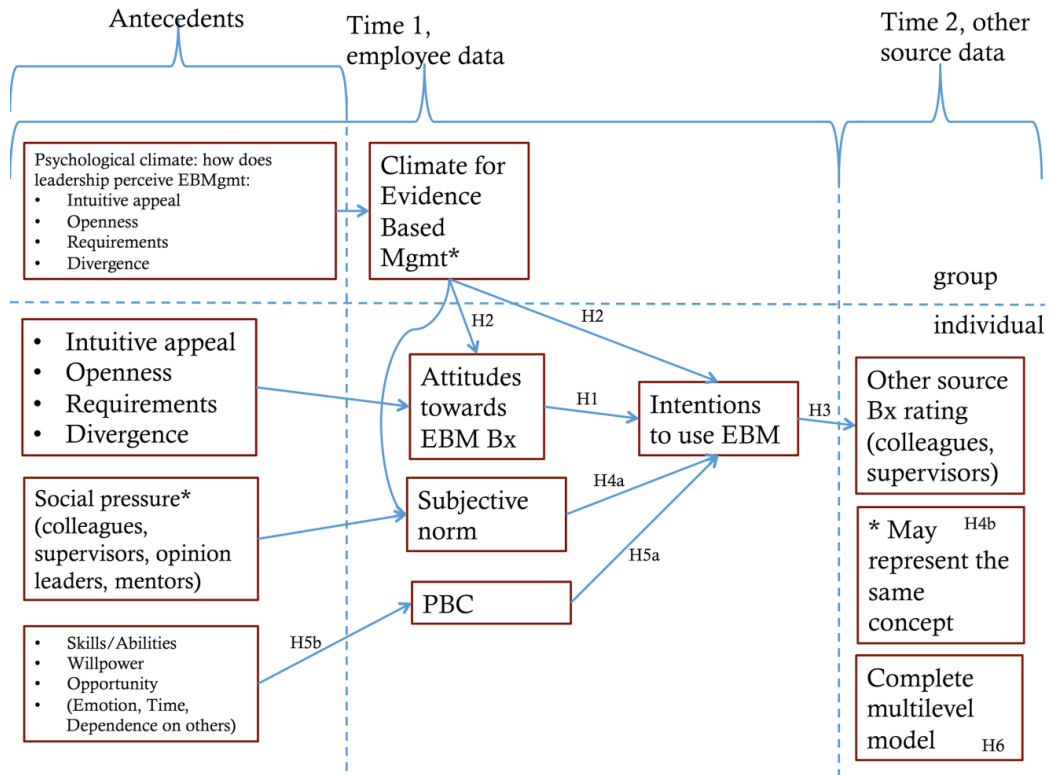 Antecedents
Time 1,
employee data
Time 2, other
source data
Psychological climate: how does
leadership perceive EBMgmt:
• Intuitive appeal
• Openness
• Requirements
• Divergence
Climate for
Evidence
Based
Mgmt*
group
individual
H2
H2
• Intuitive appeal
• Openness
• Requirements
• Divergence
Attitudes
towards
EBM Bx
H1
Intentions
to use EBM
H3
Other source
Bx rating
(colleagues,
supervisors)
Social pressure*
(colleagues,
supervisors, opinion
leaders, mentors)
Subjective
norm
H4a
* May H4b
represent the
same
concept
H5a
PBC
H5b
• Skills/Abilities
• Willpower
• Opportunity
• (Emotion, Time,
Dependence on others)
Complete
multilevel
model H6